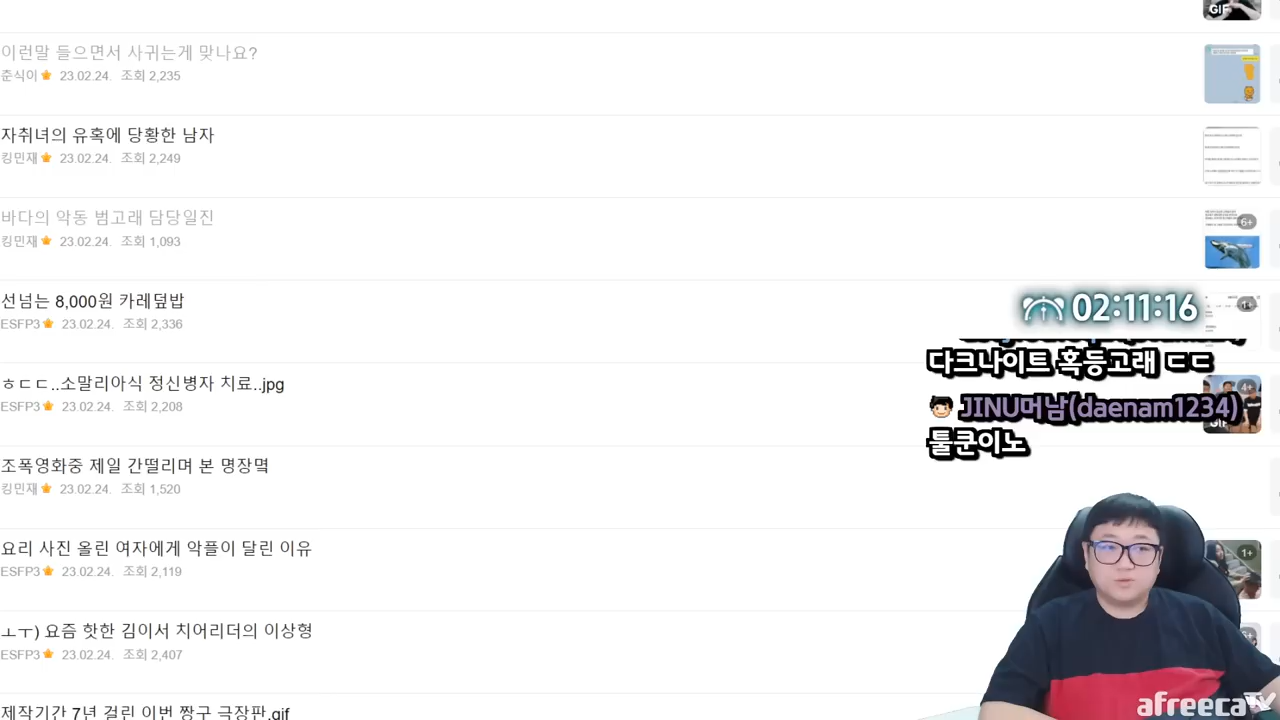 GIF
이런말 들으면서 사귀는게 맞나요?
춘식이 23.02.24. 조회 2,235
자취녀의 유혹에 당황한 남자
킹민재 23.02.24. 조회 2,249
바다의 악동 범고래 담당일진
킹민재 23.02.24. 조회 1,093
6+
선넘는 8,000원 카레덮밥
ESFP3 23.02.24. 조회 2,336
1+
02:11:16
다크나이트 혹등고래 ㄷㄷ
ㅎㄷㄷ..소말리아식 정신병자 치료..jpg
ESFP3 23.02.24. 조회 2,208
4+
JINU머남(daenam1234)
툴쿤이노
조폭영화중 제일 간떨리며 본 명장면
킹민재 23.02.24. 조회 1,520
요리 사진 올린 여자에게 악플이 달린 이유
ESFP3 23.02.24. 조회 2,119
1+
ㅗㅜ) 요즘 핫한 김이서 치어리더의 이상형
ESFP3 23.02.24. 조회 2,407
제작기간 7년 걸린 이번 짱구 극장판.gif
afreecaTV